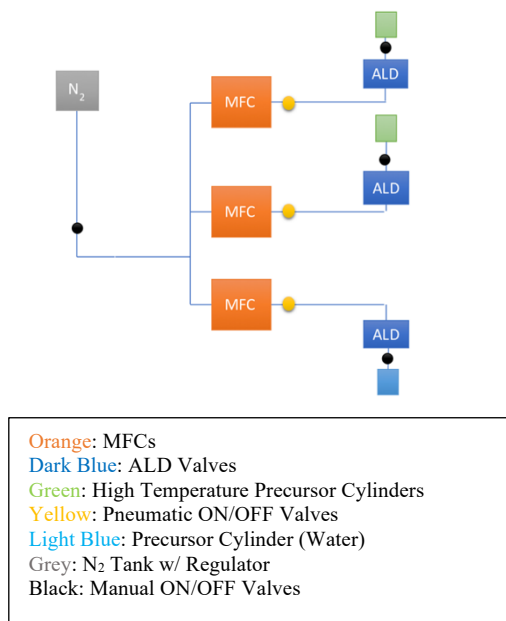 ALD
N2
MFC
ALD
MFC
MFC
ALD
Orange: MFCs
Dark Blue: ALD Valves
Green: High Temperature Precursor Cylinders
Yellow: Pneumatic ON/OFF Valves
Light Blue: Precursor Cylinder (Water)
Grey: N2 Tank w/ Regulator
Black: Manual ON/OFF Valves